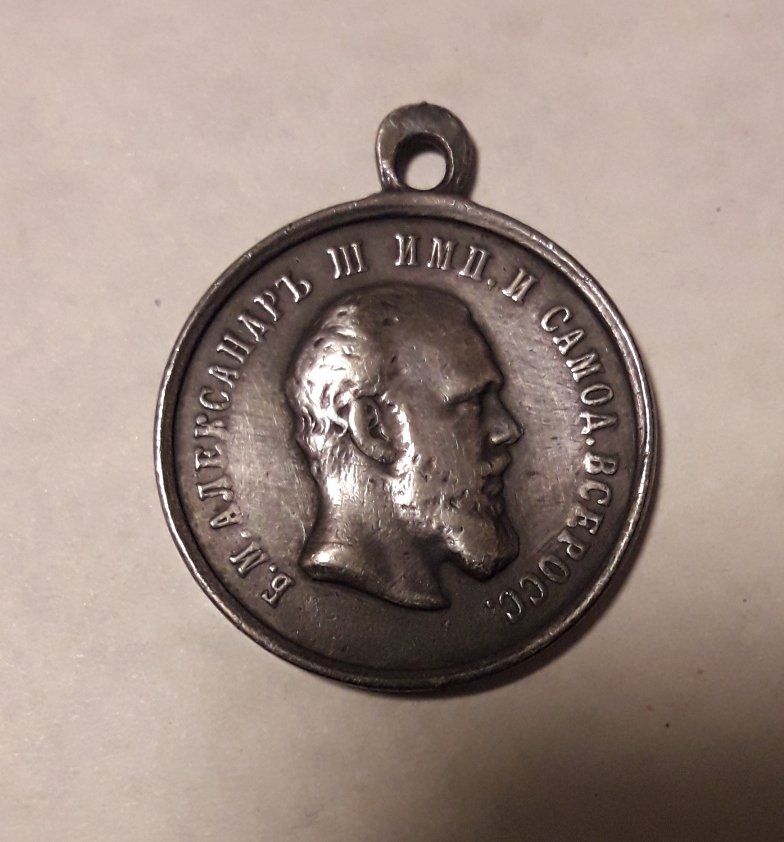 Б. М. АЛЕКСАНДРЪ III ИМП. И САМОД. ВСЕРОСС.